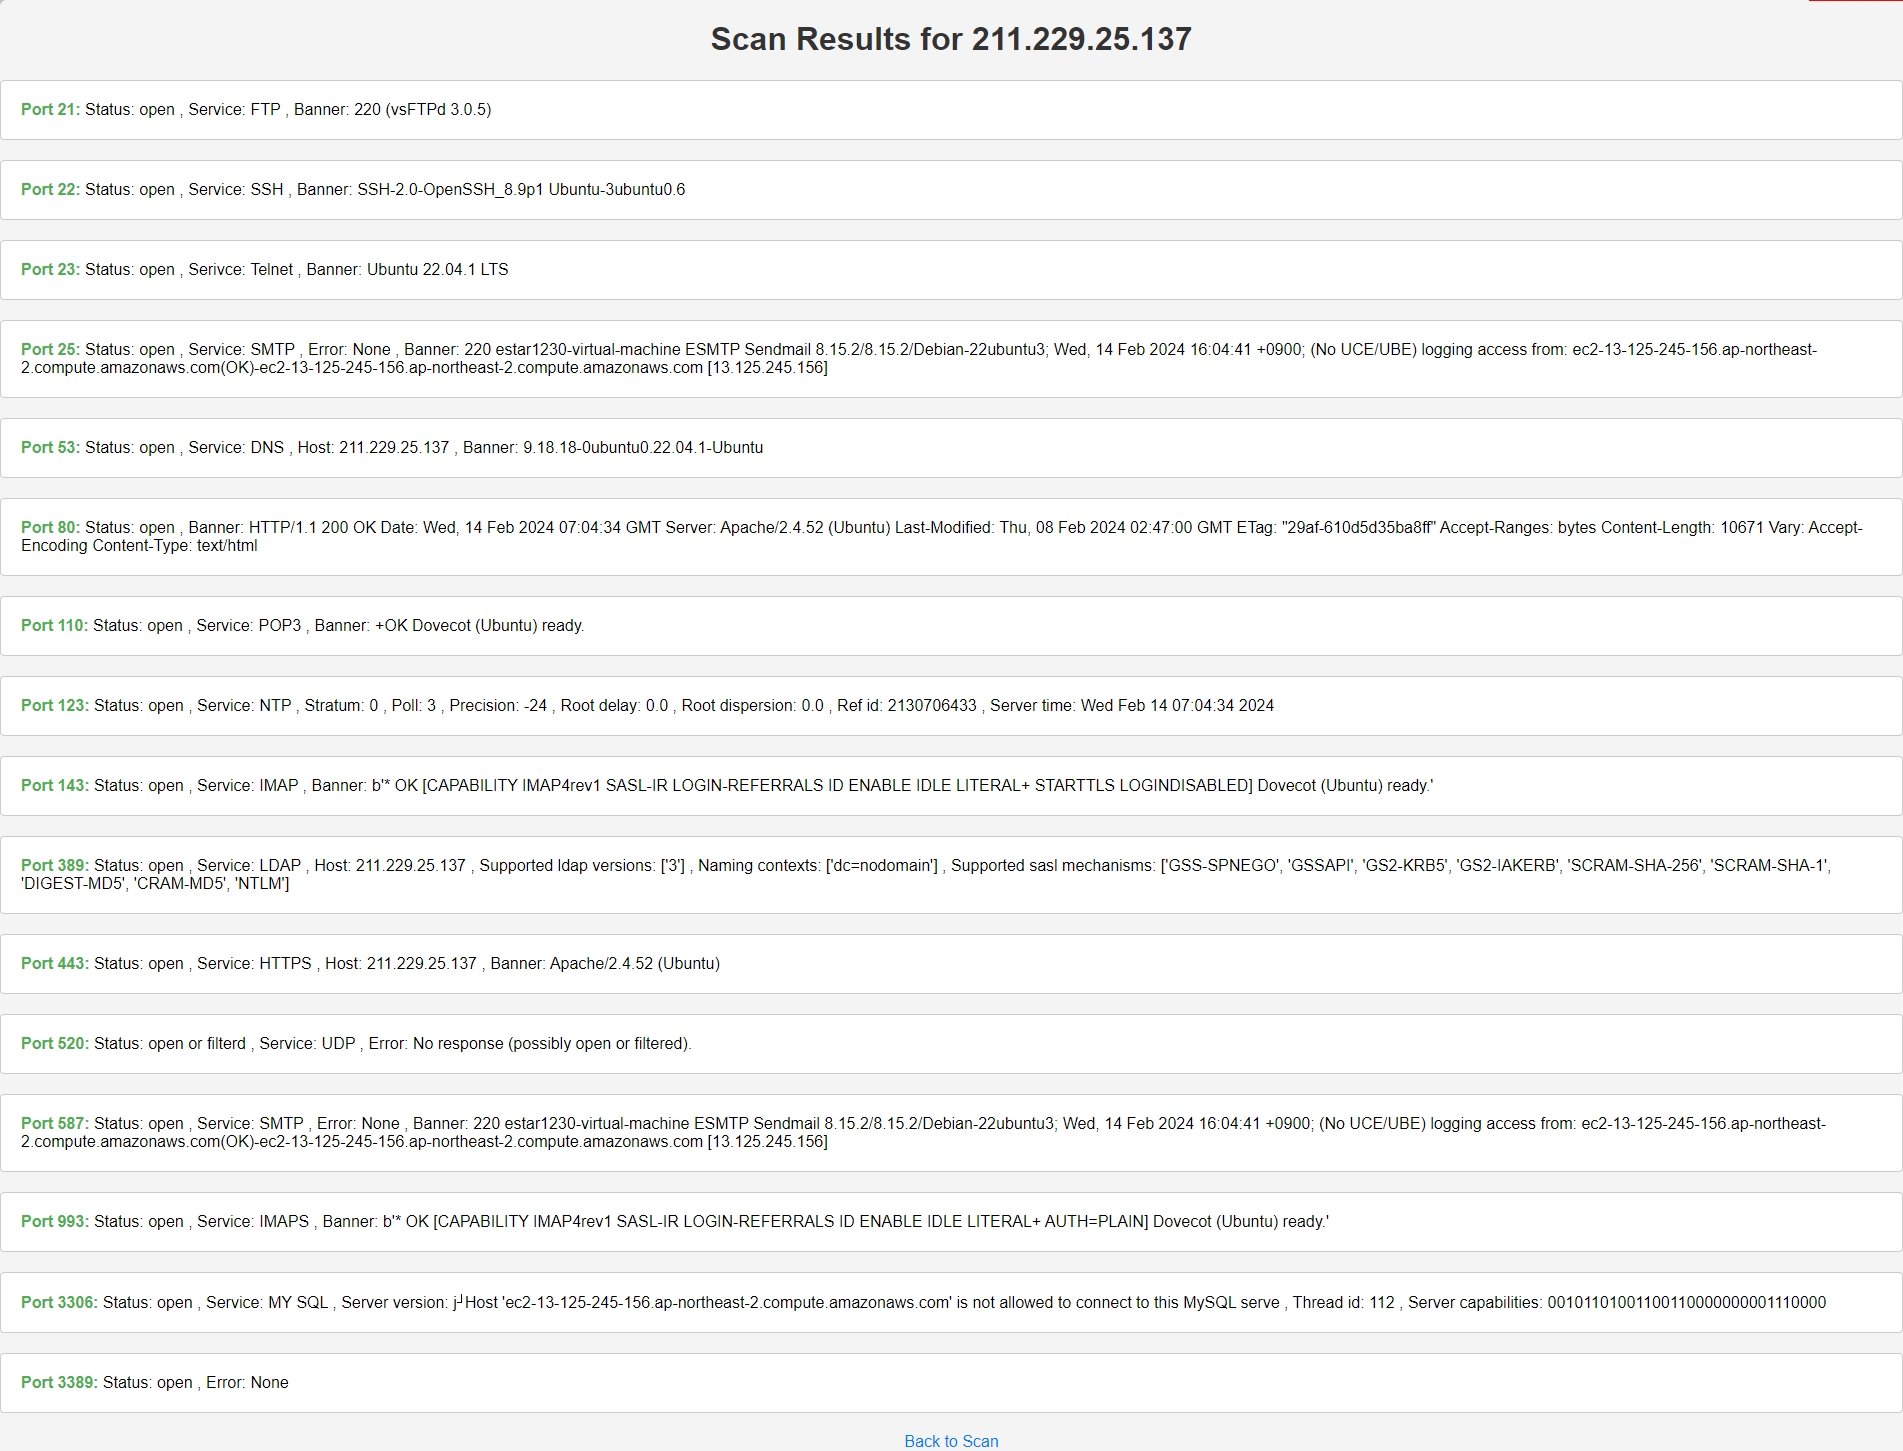 Scan Results for 211.229.25.137
Port 21: Status: open , Service: FTP , Banner: 220 (vsFTPd 3.0.5)
Port 22: Status: open , Service: SSH , Banner: SSH-2.0-OpenSSH_8.9p1 Ubuntu-3ubuntu0.6
Port 23: Status: open , Serivce: Telnet , Banner: Ubuntu 22.04.1 LTS
Port 25: Status: open , Service: SMTP , Error: None , Banner: 220 estar1230-virtual-machine ESMTP Sendmail 8.15.2/8.15.2/Debian-22ubuntu3; Wed, 14 Feb 2024 16:04:41 +0900; (No UCE/UBE) logging access from: ec2-13-125-245-156.ap-northeast-
2.compute.amazonaws.com(OK)-ec2-13-125-245-156.ap-northeast-2.compute.amazonaws.com [13.125.245.156]
Port 53: Status: open , Service: DNS , Host: 211.229.25.137 , Banner: 9.18.18-0ubuntu0.22.04.1-Ubuntu
Port 80: Status: open , Banner: HTTP/1.1 200 OK Date: Wed, 14 Feb 2024 07:04:34 GMT Server: Apache/2.4.52 (Ubuntu) Last-Modified: Thu, 08 Feb 2024 02:47:00 GMT ETag: "29af-610d5d35ba8ff" Accept-Ranges: bytes Content-Length: 10671 Vary: Accept-
Encoding Content-Type: text/html
Port 110: Status: open , Service: POP3 , Banner: +OK Dovecot (Ubuntu) ready.
Port 123: Status: open , Service: NTP , Stratum: 0 , Poll: 3 , Precision: -24 , Root delay: 0.0 , Root dispersion: 0.0 , Ref id: 2130706433 , Server time: Wed Feb 14 07:04:34 2024
Port 143: Status: open , Service: IMAP , Banner: b'* OK [CAPABILITY IMAP4rev1 SASL-IR LOGIN-REFERRALS ID ENABLE IDLE LITERAL+ STARTTLS LOGINDISABLED] Dovecot (Ubuntu) ready.'
Port 389: Status: open , Service: LDAP , Host: 211.229.25.137 , Supported ldap versions: ['3'] , Naming contexts: ['dc=nodomain'] , Supported sasl mechanisms: ['GSS-SPNEGO', 'GSSAPI', 'GS2-KRB5', 'GS2-IAKERB', 'SCRAM-SHA-256', 'SCRAM-SHA-1',
'DIGEST-MD5', 'CRAM-MD5', 'NTLM']
Port 443: Status: open , Service: HTTPS , Host: 211.229.25.137 , Banner: Apache/2.4.52 (Ubuntu)
Port 520: Status: open or filterd , Service: UDP , Error: No response (possibly open or filtered).
Port 587: Status: open , Service: SMTP , Error: None , Banner: 220 estar1230-virtual-machine ESMTP Sendmail 8.15.2/8.15.2/Debian-22ubuntu3; Wed, 14 Feb 2024 16:04:41 +0900; (No UCE/UBE) logging access from: ec2-13-125-245-156.ap-northeast-
2.compute.amazonaws.com(OK)-ec2-13-125-245-156.ap-northeast-2.compute.amazonaws.com [13.125.245.156]
Port 993: Status: open , Service: IMAPS , Banner: b'* OK [CAPABILITY IMAP4rev1 SASL-IR LOGIN-REFERRALS ID ENABLE IDLE LITERAL+ AUTH=PLAIN] Dovecot (Ubuntu) ready.'
Port 3306: Status: open , Service: MY SQL , Server version: j┘Host 'ec2-13-125-245-156.ap-northeast-2.compute.amazonaws.com' is not allowed to connect to this MySQL serve , Thread id: 112 , Server capabilities: 00101101001100110000000001110000
Port 3389: Status: open , Error: None
Back to Scan